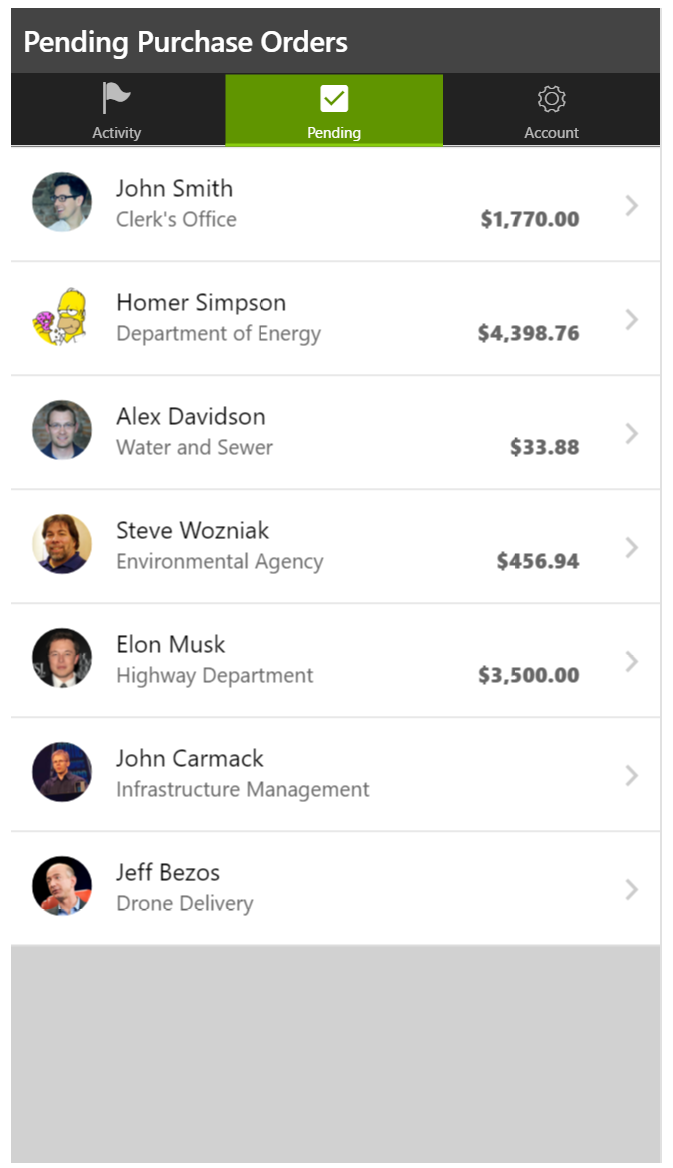 Pending Purchase Orders
Activity
Pending
Account
John Smith
Clerk's Office
$1,770.00
Homer Simpson
Department of Energy
$4,398.76
Alex Davidson
Water and Sewer
$33.88
Steve Wozniak
Environmental Agency
$456.94
Elon Musk
Highway Department
$3,500.00
John Carmack
Infrastructure Management
Jeff Bezos
Drone Delivery